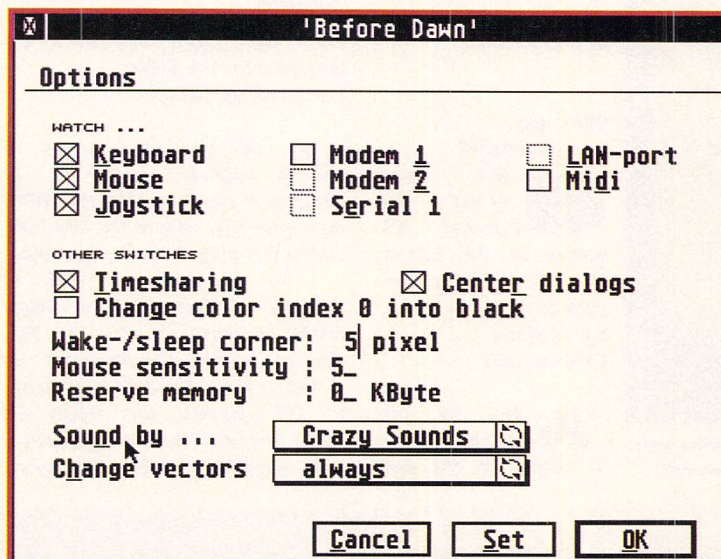 'Before Dawn'
Options
WATCH ...
Keyboard Modem 1 LAN-port
Mouse Modem 2 Midi
Joystick Serial 1
OTHER SWITCHES
Timesharing Center dialogs
Change color index 0 into black
Wake-/sleep corner: 5 pixel
Mouse sensitivity : 5_
Reserve memory : 0_ KByte
Sound by ... Crazy Sounds
Change vectors always
Cancel Set OK